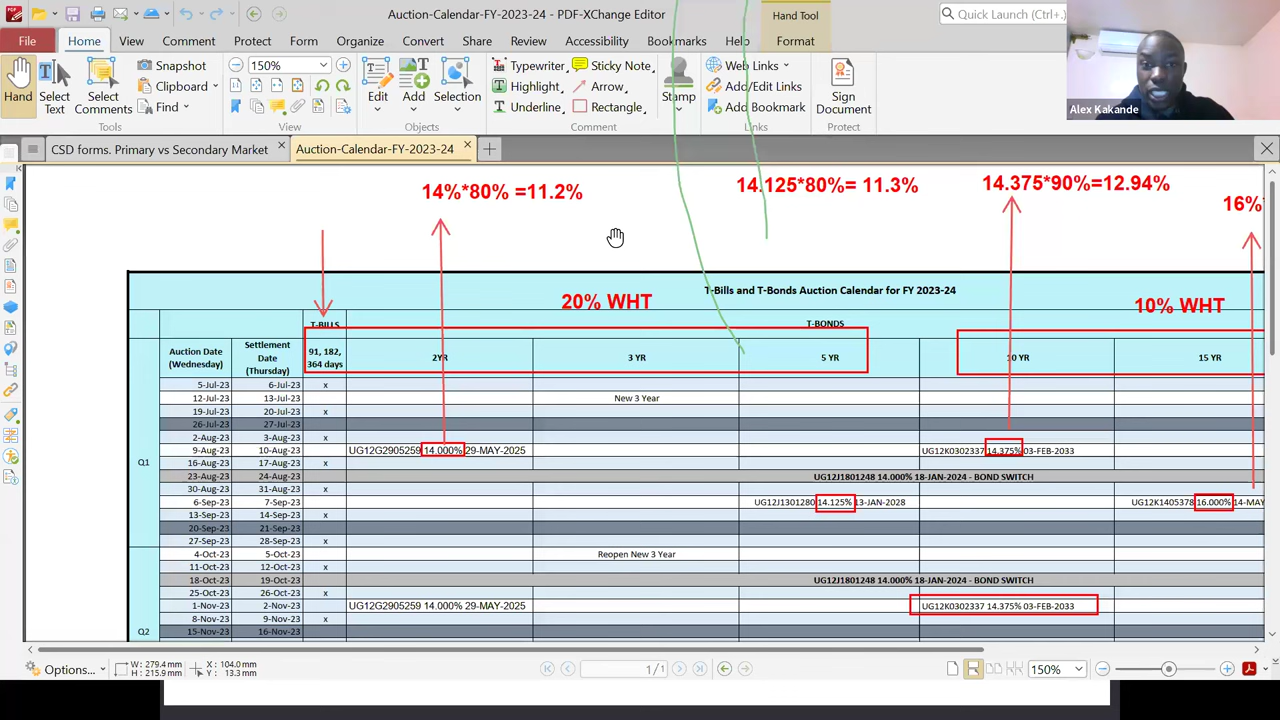 Auction-Calendar-FY-2023-24 - PDF-XChange Editor
Hand Tool
Quick Launch (Ctrl+.)
File Home View Comment Protect Form Organize Convert Share Review Accessibility Bookmarks Help Format
Hand
Select Text
Select Comments
Snapshot
Clipboard
Find
Tools
150%
View
Edit
Add
Selection
Objects
Typewriter
Highlight
Underline
Sticky Note
Arrow
Rectangle
Comment
Stamp
Web Links
Add/Edit Links
Add Bookmark
Links
Sign Document
Protect
Alex Kakande
CSD forms. Primary vs Secondary Market
Auction-Calendar-FY-2023-24
14%*80% =11.2%
14.125*80%= 11.3%
14.375*90%=12.94%
16%*
T-Bills and T-Bonds Auction Calendar for FY 2023-24
20% WHT
10% WHT
T-BILLS
T-BONDS
Auction Date (Wednesday)
Settlement Date (Thursday)
91, 182, 364 days
2YR
3 YR
5 YR
10 YR
15 YR
5-Jul-23 6-Jul-23 x
12-Jul-23 13-Jul-23 New 3 Year
19-Jul-23 20-Jul-23 x
26-Jul-23 27-Jul-23
2-Aug-23 3-Aug-23 x
9-Aug-23 10-Aug-23 UG12G2905259 14.000% 29-MAY-2025 UG12K0302337 14.375% 03-FEB-2033
Q1
16-Aug-23 17-Aug-23 x
23-Aug-23 24-Aug-23 UG12J1801248 14.000% 18-JAN-2024 - BOND SWITCH
30-Aug-23 31-Aug-23 x
6-Sep-23 7-Sep-23 UG12J1301280 14.125% 13-JAN-2028 UG12K1405378 16.000% 14-MAY
13-Sep-23 14-Sep-23 x
20-Sep-23 21-Sep-23
27-Sep-23 28-Sep-23 x
4-Oct-23 5-Oct-23 Reopen New 3 Year
11-Oct-23 12-Oct-23 x
18-Oct-23 19-Oct-23 UG12J1801248 14.000% 18-JAN-2024 - BOND SWITCH
25-Oct-23 26-Oct-23 x
1-Nov-23 2-Nov-23 UG12G2905259 14.000% 29-MAY-2025 UG12K0302337 14.375% 03-FEB-2033
8-Nov-23 9-Nov-23 x
Q2
15-Nov-23 16-Nov-23
Options...
W: 279.4 mm
H: 215.9 mm
X: 104.0 mm
Y: 13.3 mm
1/1
150%